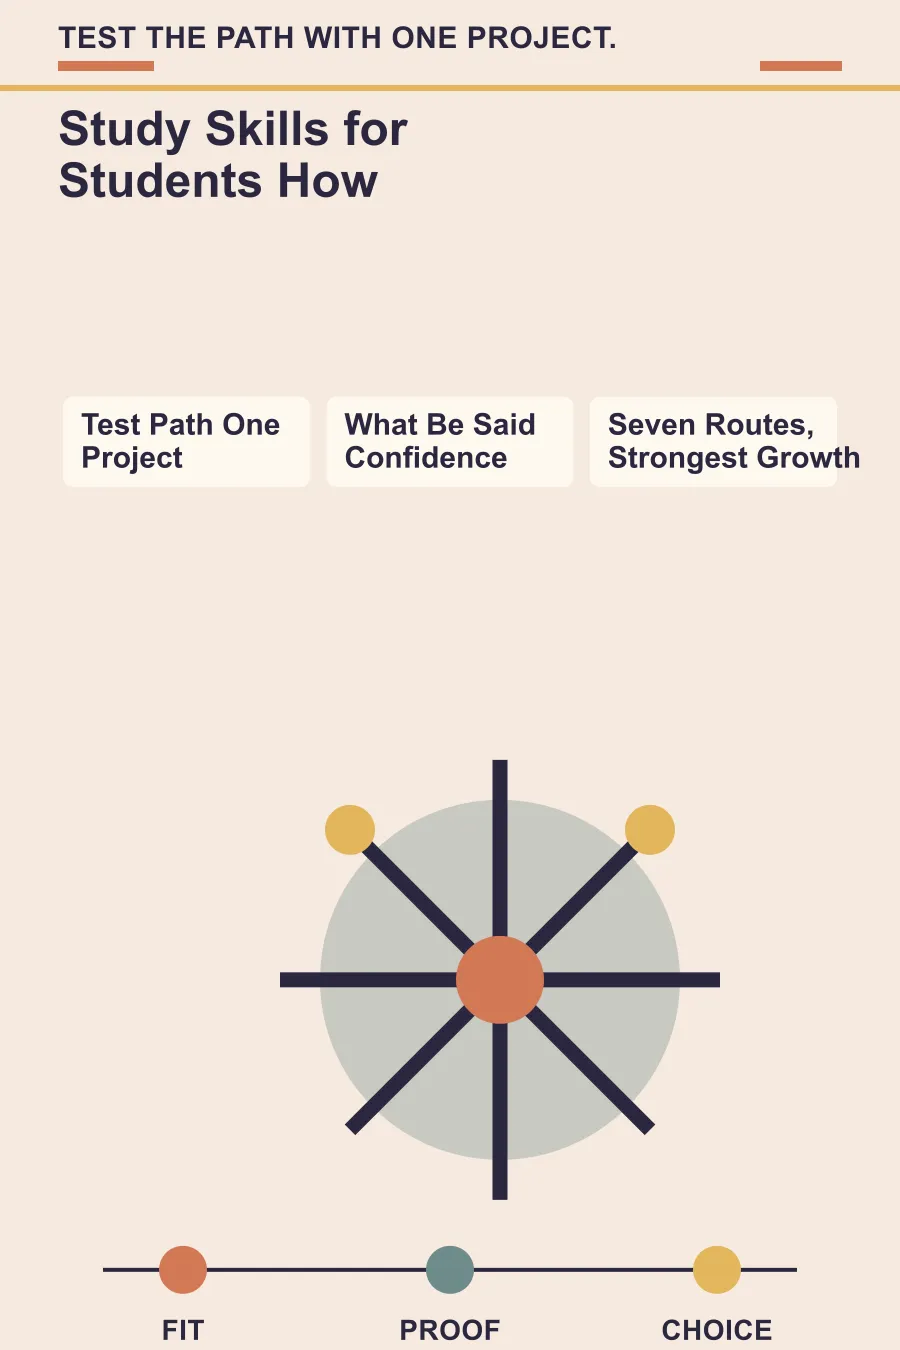 TEST THE PATH WITH ONE PROJECT.
Study Skills for
Students How
Test Path One
Project
What Be Said
Confidence
Seven Routes,
Strongest Growth
FIT
PROOF
CHOICE